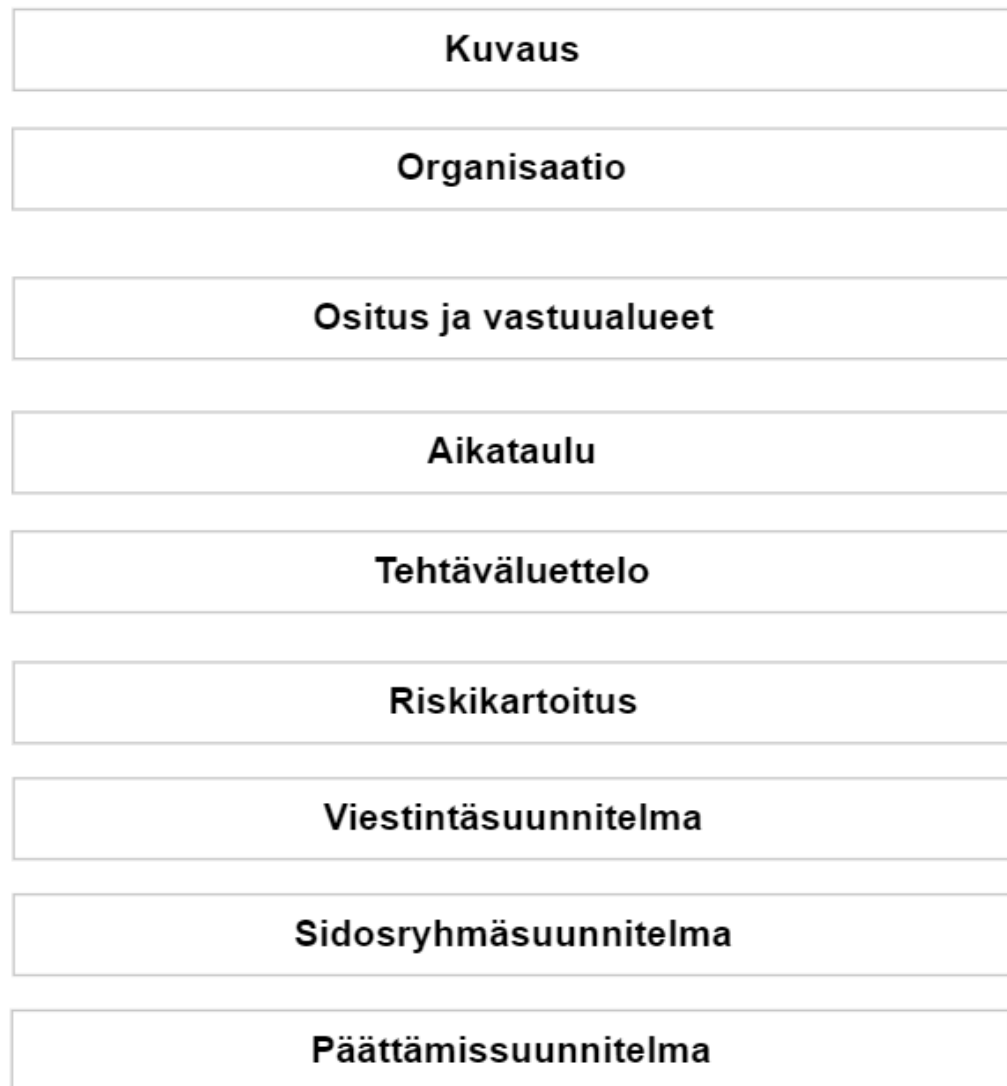 Kuvaus
Organisaatio
Ositus ja vastuualueet
Aikataulu
Tehtäväluettelo
Riskikartoitus
Viestintäsuunnitelma
Sidosryhmäsuunnitelma
Päättämissuunnitelma